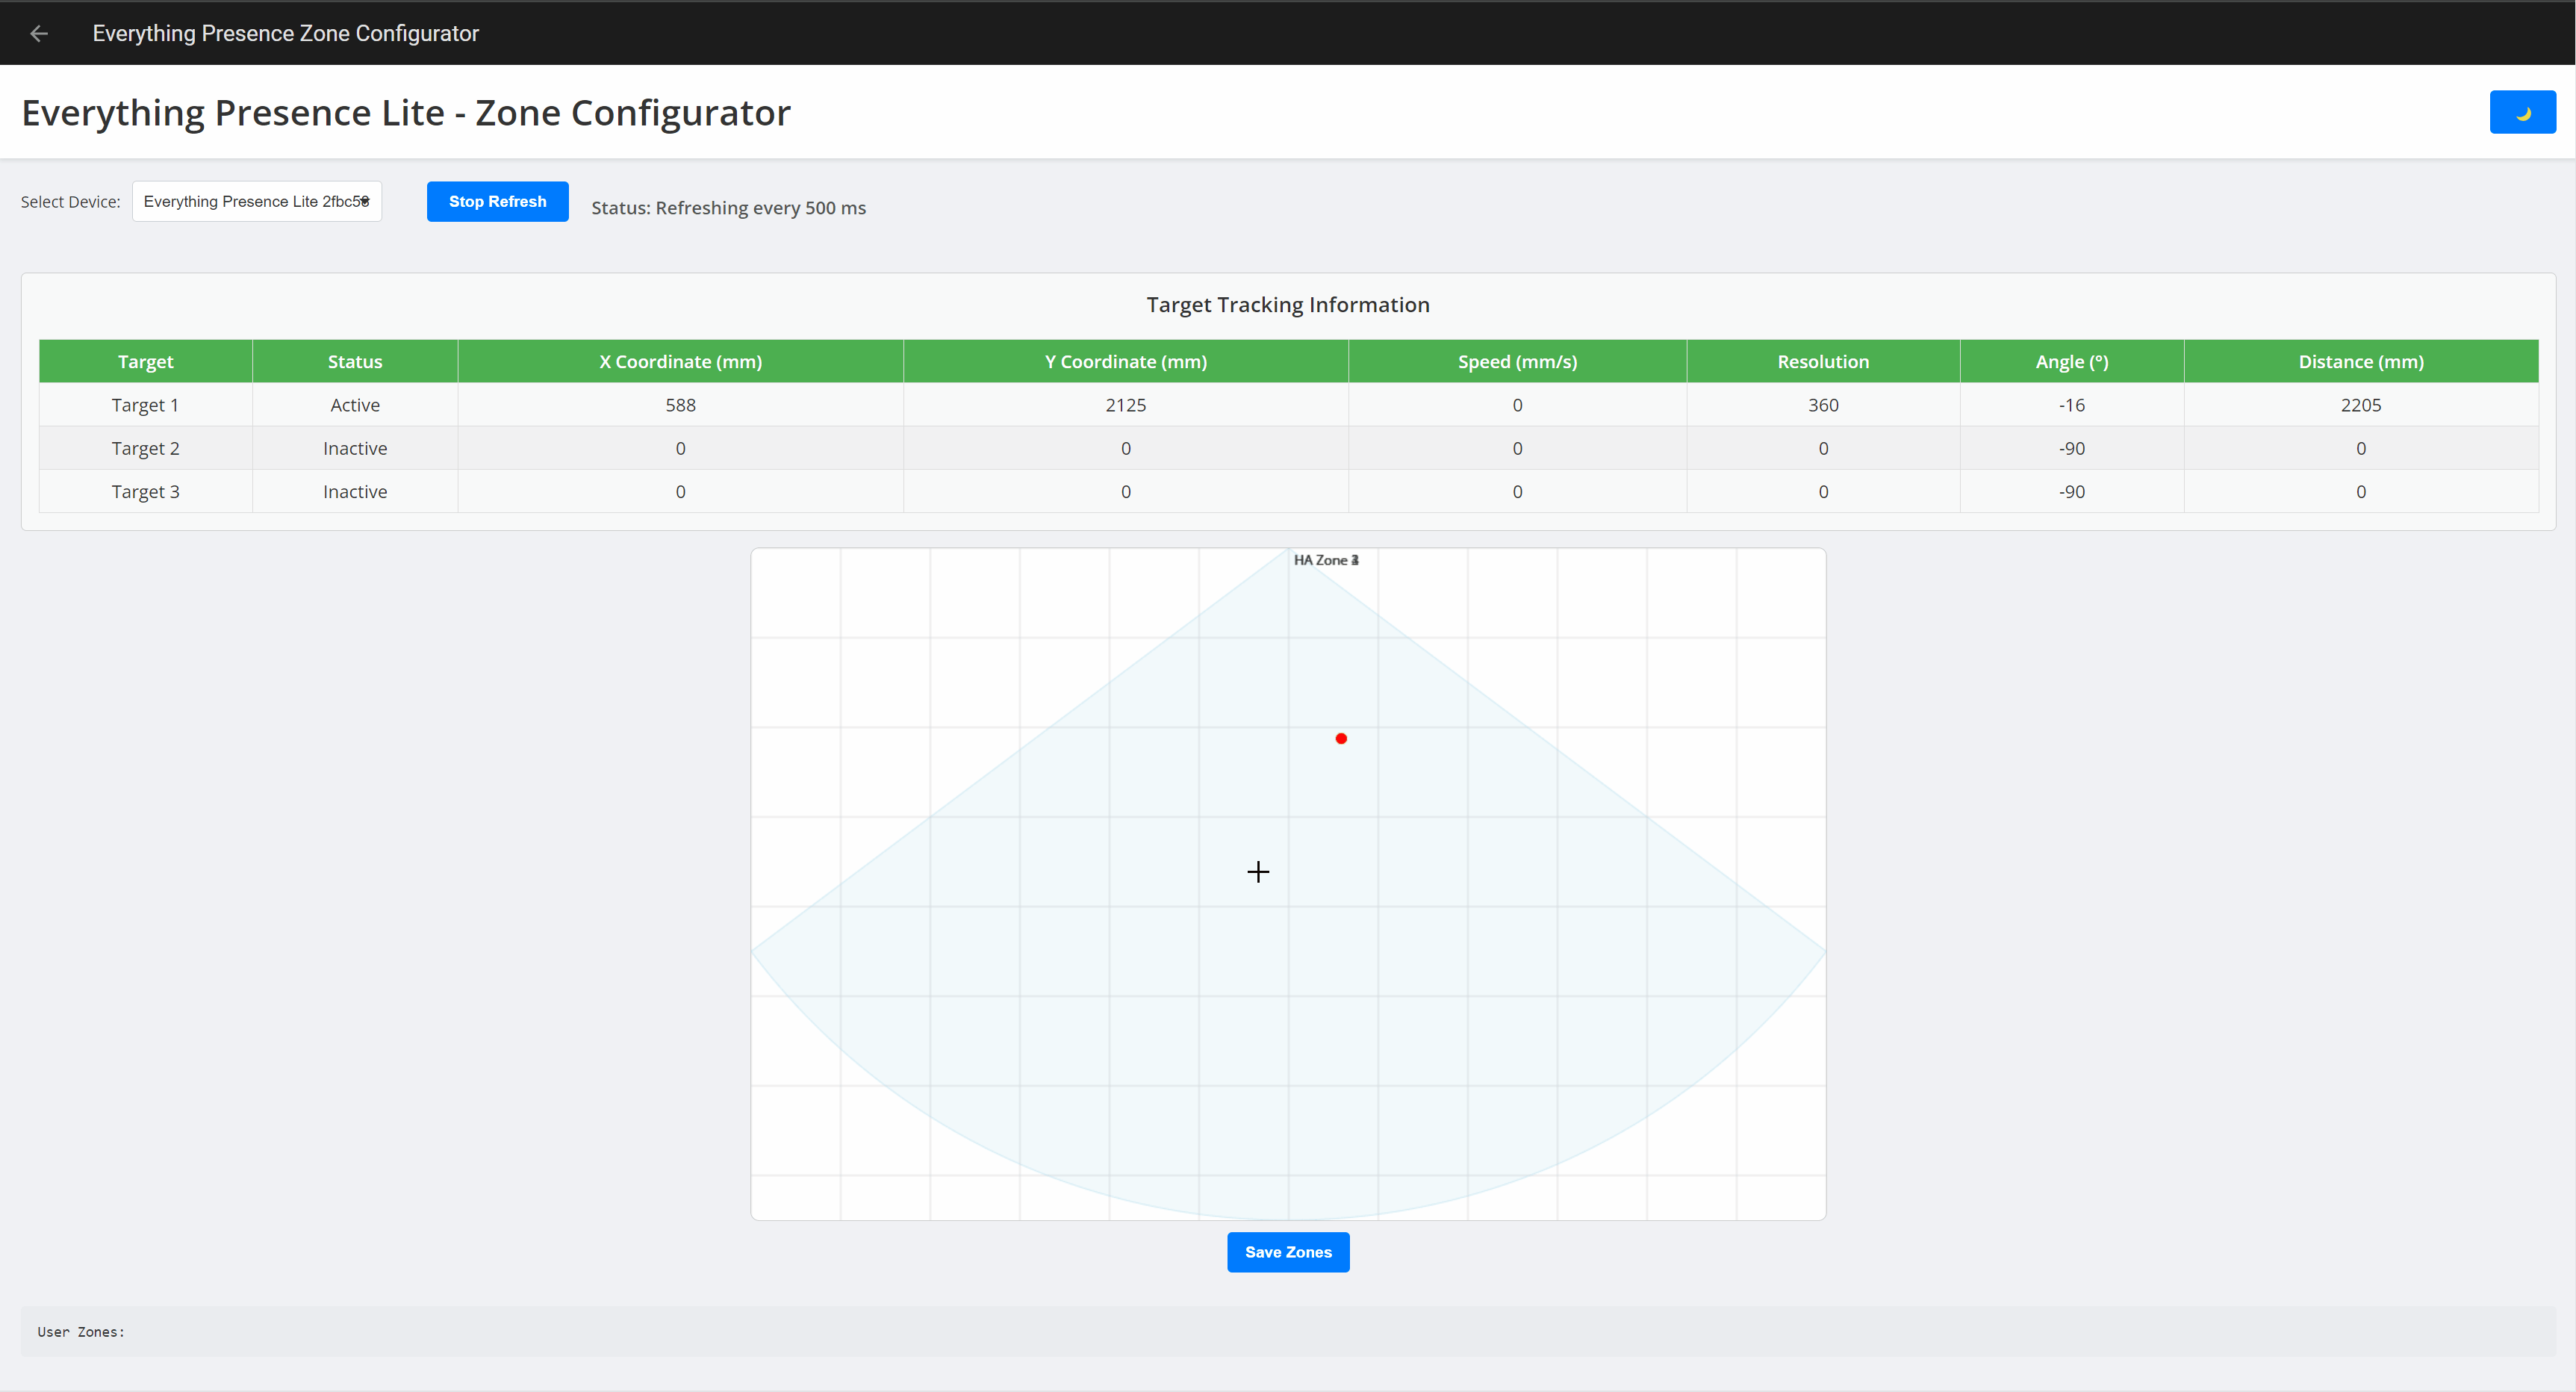 Everything Presence Zone Configurator
Everything Presence Lite - Zone Configurator
Select Device: Everything Presence Lite 2fbc5 Stop Refresh Status: Refreshing every 500 ms
Target Tracking Information
Target Status X Coordinate (mm) Y Coordinate (mm) Speed (mm/s) Resolution Angle (°) Distance (mm)
Target 1 Active 588 2125 0 360 -16 2205
Target 2 Inactive 0 0 0 0 -90 0
Target 3 Inactive 0 0 0 0 -90 0
HA Zone
Save Zones
User Zones: